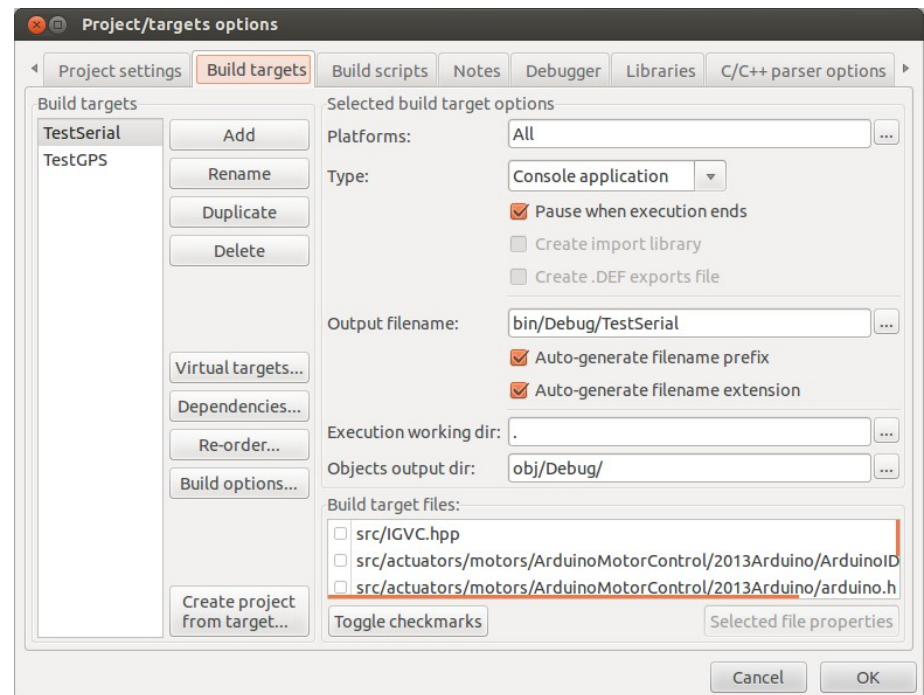 Project/targets options
Project settings
Build targets
Build scripts
Notes
Debugger
Libraries
C/C++ parser options
Build targets
TestSerial
TestGPS
Add
Rename
Duplicate
Delete
Virtual targets...
Dependencies...
Re-order...
Build options...
Create project
from target...
Selected build target options
Platforms:
All
...
Type:
Console application
Pause when execution ends
Create import library
Create .DEF exports file
Output filename:
bin/Debug/TestSerial
...
Auto-generate filename prefix
Auto-generate filename extension
Execution working dir:
.
...
Objects output dir:
obj/Debug/
...
Build target files:
src/IGVC.hpp
src/actuators/motors/ArduinoMotorControl/2013Arduino/ArduinoID
src/actuators/motors/ArduinoMotorControl/2013Arduino/arduino.h
Toggle checkmarks
Selected file properties
Cancel
OK